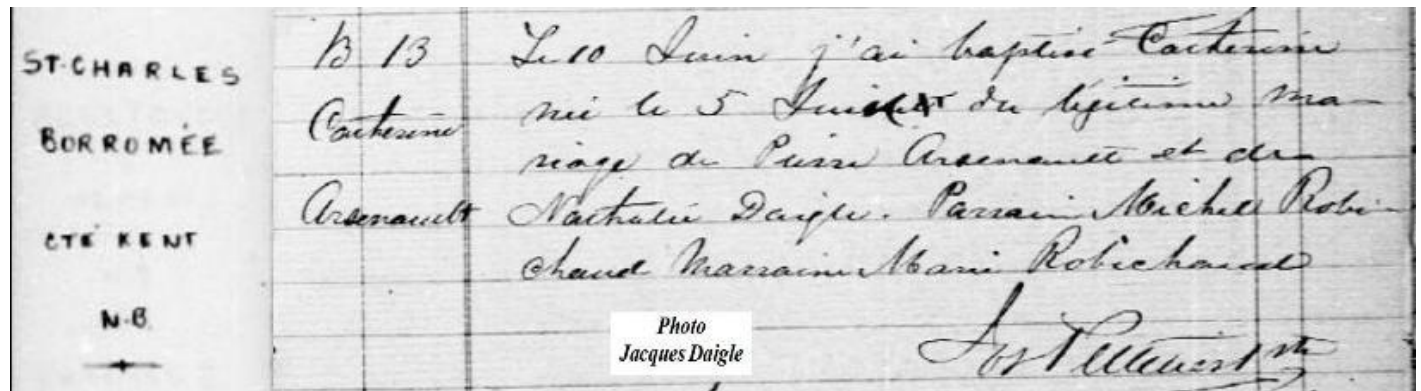 ST-CHARLES
BORROMÉE
CTÉ KENT
N.B.
B 13
Catherine
Arsenault
Le 10 Juin j'ai baptisé Catherine
née le 5 du légitime ma-
riage de Pierre Arsenault et de
Nathalie Daigle. Parrain Michel Robi-
chaud Marraine Marie Robichaud
Photo
Jacques Daigle